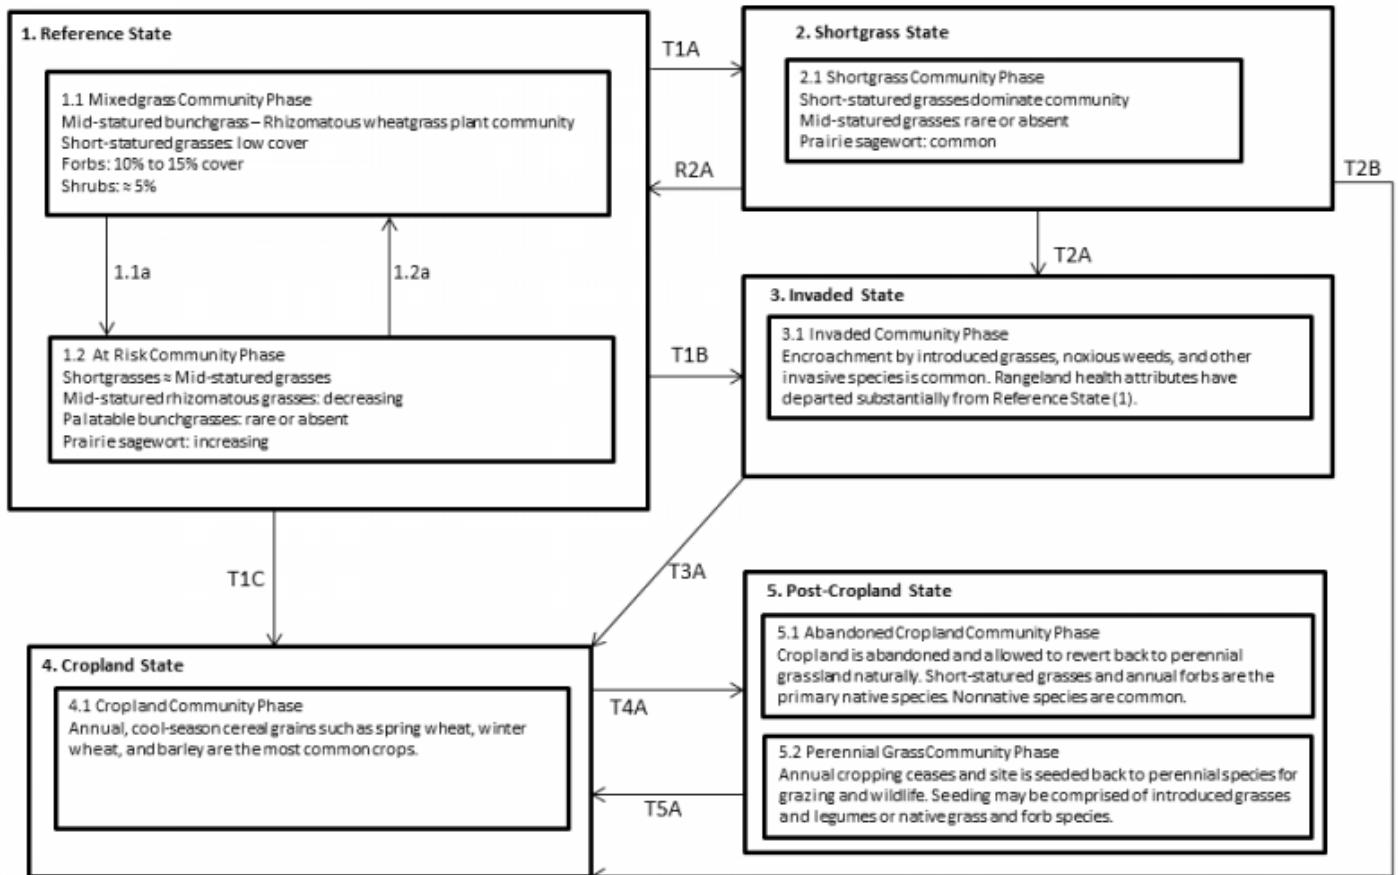 1. Reference State
1.1 Mixedgrass Community Phase
Mid-statured bunchgrass – Rhizomatous wheatgrass plant community
Short-statured grasses: low cover
Forbs: 10% to 15% cover
Shrubs: ≈ 5%
1.1a
1.2a
1.2 At Risk Community Phase
Shortgrasses ≈ Mid-statured grasses
Mid-statured rhizomatous grasses: decreasing
Palatable bunchgrasses: rare or absent
Prairie sagewort: increasing
T1A
R2A
T1B
T1C
2. Shortgrass State
2.1 Shortgrass Community Phase
Short-statured grasses dominate community
Mid-statured grasses: rare or absent
Prairie sagewort: common
T2B
T2A
3. Invaded State
3.1 Invaded Community Phase
Encroachment by introduced grasses, noxious weeds, and other
invasive species is common. Rangeland health attributes have
departed substantially from Reference State (1).
T3A
4. Cropland State
4.1 Cropland Community Phase
Annual, cool-season cereal grains such as spring wheat, winter
wheat, and barley are the most common crops.
T4A
T5A
5. Post-Cropland State
5.1 Abandoned Cropland Community Phase
Cropland is abandoned and allowed to revert back to perennial
grassland naturally. Short-statured grasses and annual forbs are the
primary native species. Nonnative species are common.
5.2 Perennial Grass Community Phase
Annual cropping ceases and site is seeded back to perennial species for
grazing and wildlife. Seeding may be comprised of introduced grasses
and legumes or native grass and forb species.